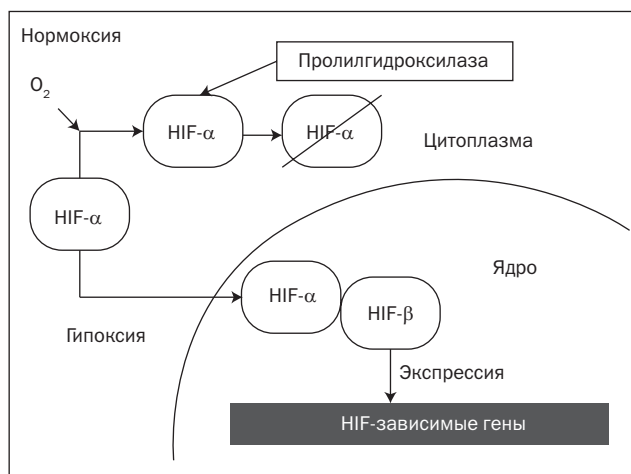 Нормоксия
O₂
Пролилгидроксилаза
HIF-α
HIF-α
Цитоплазма
HIF-α
Ядро
HIF-α
HIF-β
Гипоксия
Экспрессия
HIF-зависимые гены